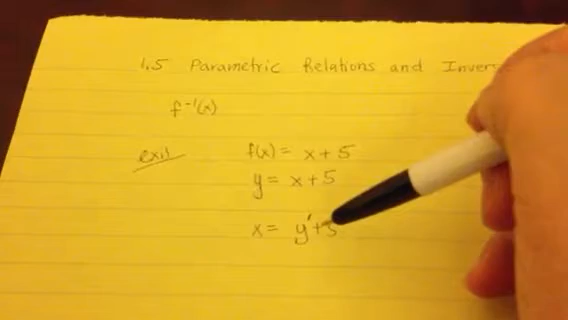 1.5 Parametric Relations and Invers
f⁻¹(x)
ex1/ f(x) = x + 5
y = x + 5
x = y' + 5